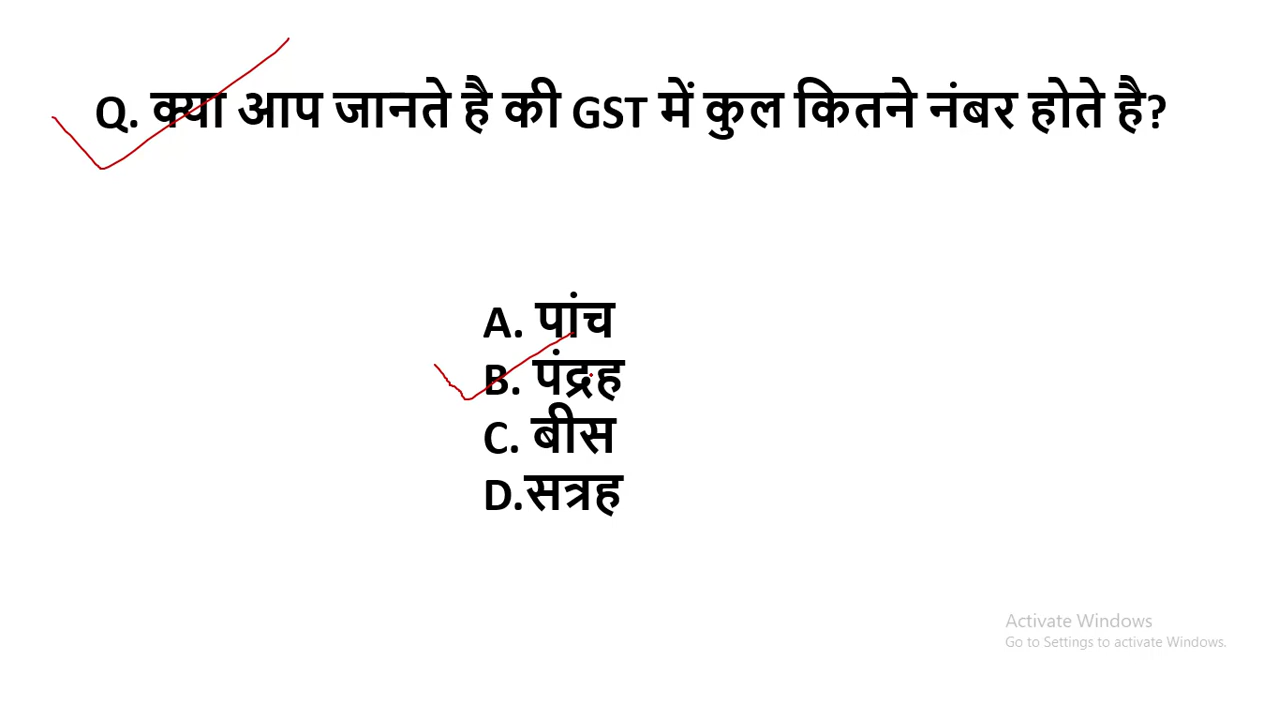 Q. क्या आप जानते है की GST में कुल कितने नंबर होते है?
A. पांच
B. पंद्रह
C. बीस
D.सत्रह
Activate Windows
Go to Settings to activate Windows.